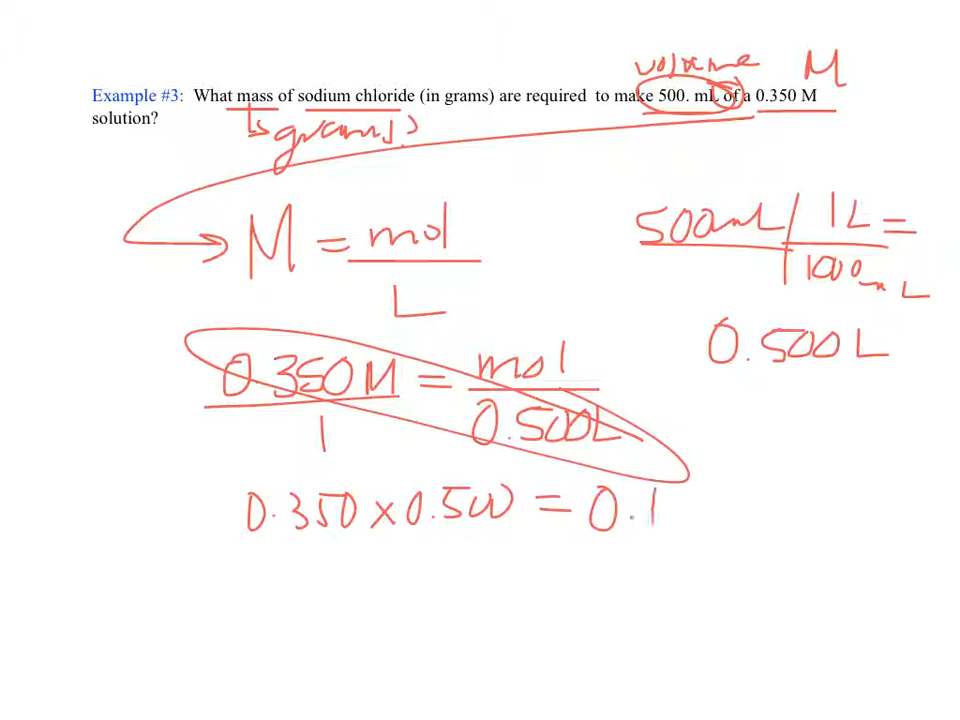 volume M
Example #3: What mass of sodium chloride (in grams) are required to make 500. mL of a 0.350 M
solution?
grams?
M = mol / L
500mL / 1L =
1000mL
0.500L
0.350M = mol
1 0.500L
0.350 x 0.500 = 0.1